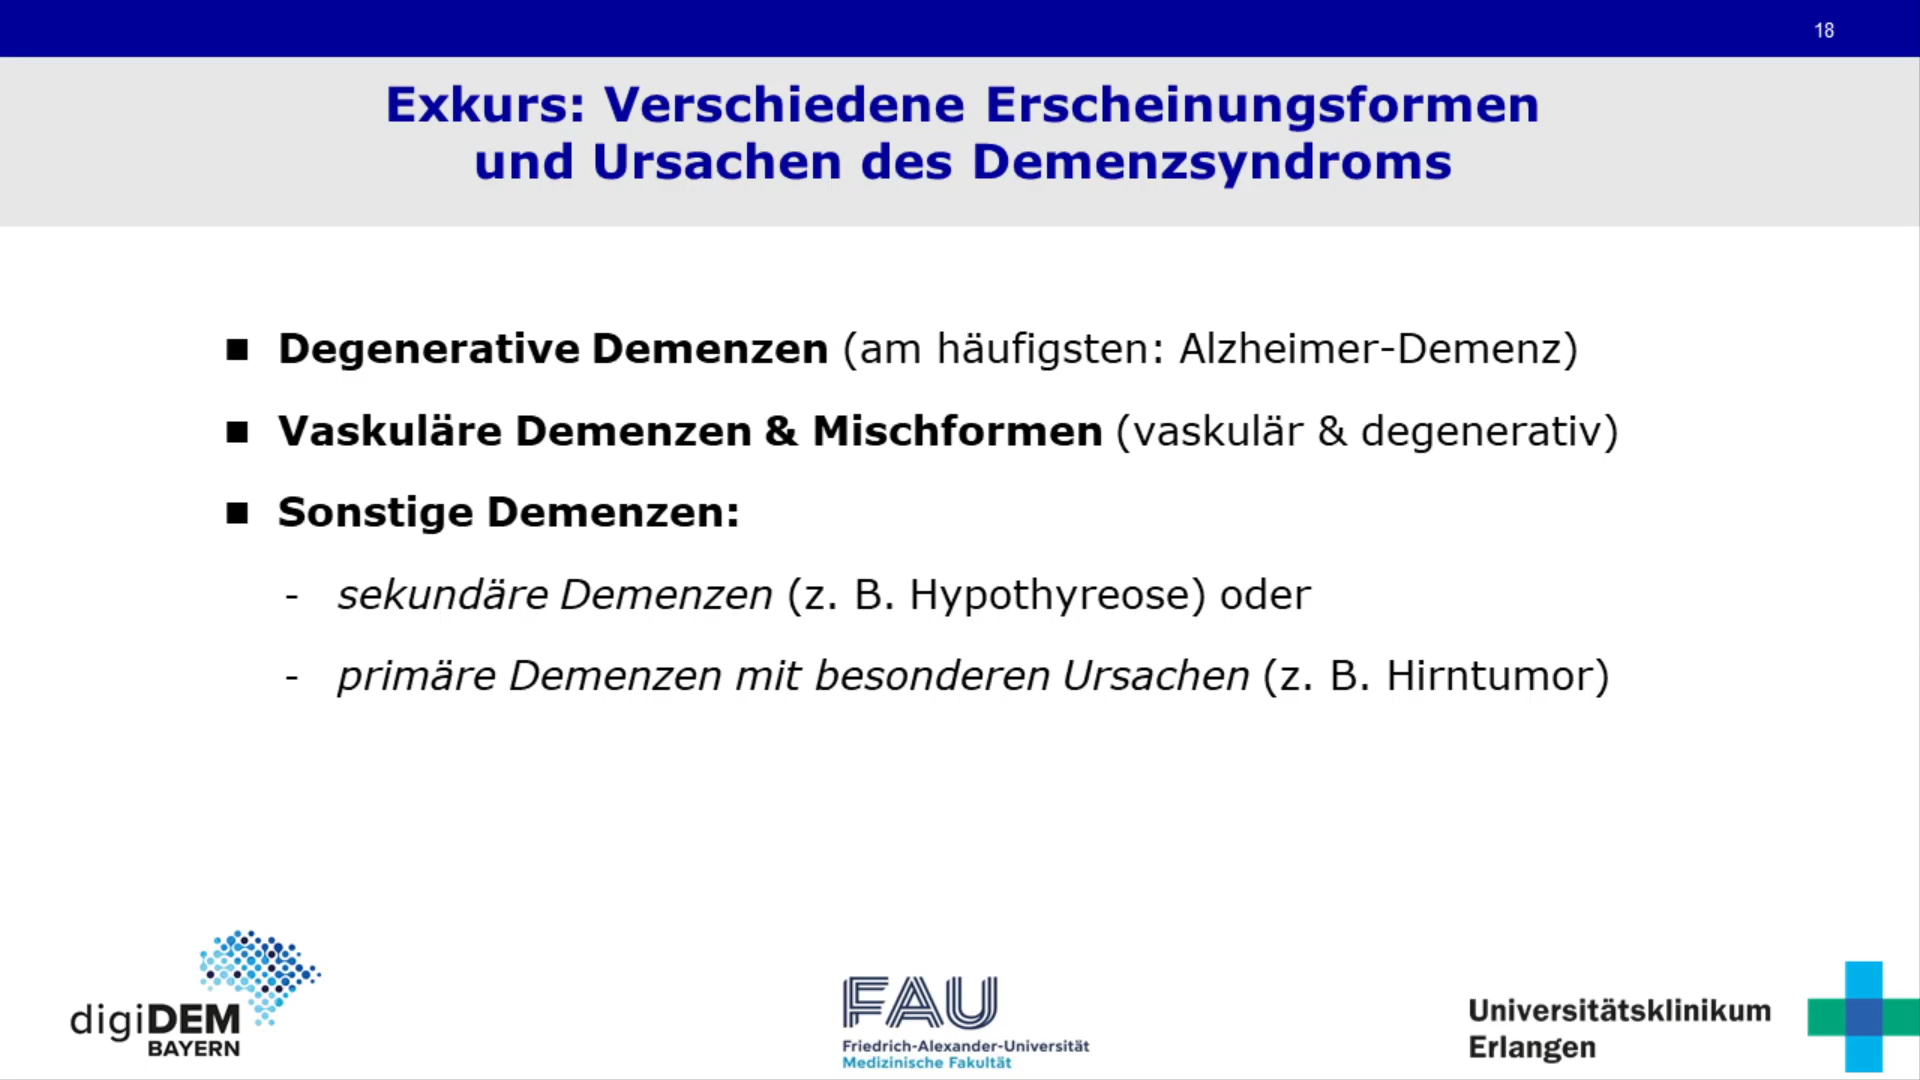 18
Exkurs: Verschiedene Erscheinungsformen
und Ursachen des Demenzsyndroms
■ Degenerative Demenzen (am häufigsten: Alzheimer-Demenz)
■ Vaskuläre Demenzen & Mischformen (vaskulär & degenerativ)
■ Sonstige Demenzen:
- sekundäre Demenzen (z. B. Hypothyreose) oder
- primäre Demenzen mit besonderen Ursachen (z. B. Hirntumor)
digiDEM
BAYERN
FAU
Friedrich-Alexander-Universität
Medizinische Fakultät
Universitätsklinikum
Erlangen